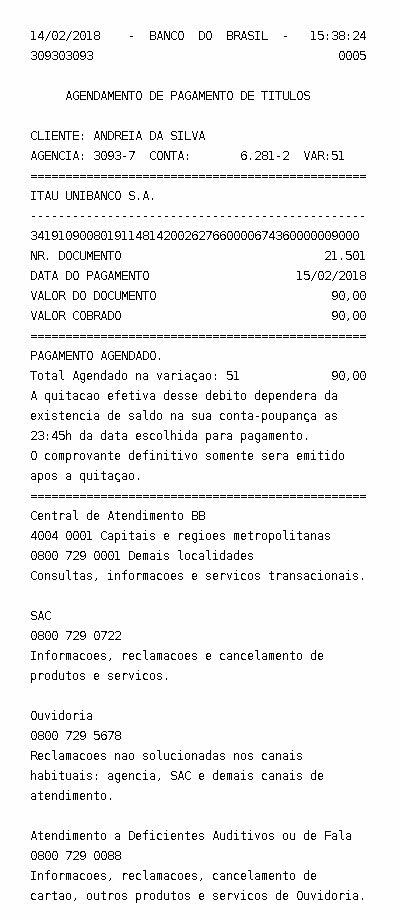 14/02/2018 - BANCO DO BRASIL - 15:38:24
309303093 0005
AGENDAMENTO DE PAGAMENTO DE TITULOS
CLIENTE: ANDREIA DA SILVA
AGENCIA: 3093-7 CONTA: 6.281-2 VAR:51
================================================
ITAU UNIBANCO S.A.
------------------------------------------------
34191090080191148142002627660000674360000009000
NR. DOCUMENTO 21.501
DATA DO PAGAMENTO 15/02/2018
VALOR DO DOCUMENTO 90,00
VALOR COBRADO 90,00
================================================
PAGAMENTO AGENDADO.
Total Agendado na variaçao: 51 90,00
A quitacao efetiva desse debito dependera da
existencia de saldo na sua conta-poupança as
23:45h da data escolhida para pagamento.
O comprovante definitivo somente sera emitido
apos a quitaçao.
================================================
Central de Atendimento BB
4004 0001 Capitais e regioes metropolitanas
0800 729 0001 Demais localidades
Consultas, informacoes e servicos transacionais.
SAC
0800 729 0722
Informacoes, reclamacoes e cancelamento de
produtos e servicos.
Ouvidoria
0800 729 5678
Reclamacoes nao solucionadas nos canais
habituais: agencia, SAC e demais canais de
atendimento.
Atendimento a Deficientes Auditivos ou de Fala
0800 729 0088
Informacoes, reclamacoes, cancelamento de
cartao, outros produtos e servicos de Ouvidoria.